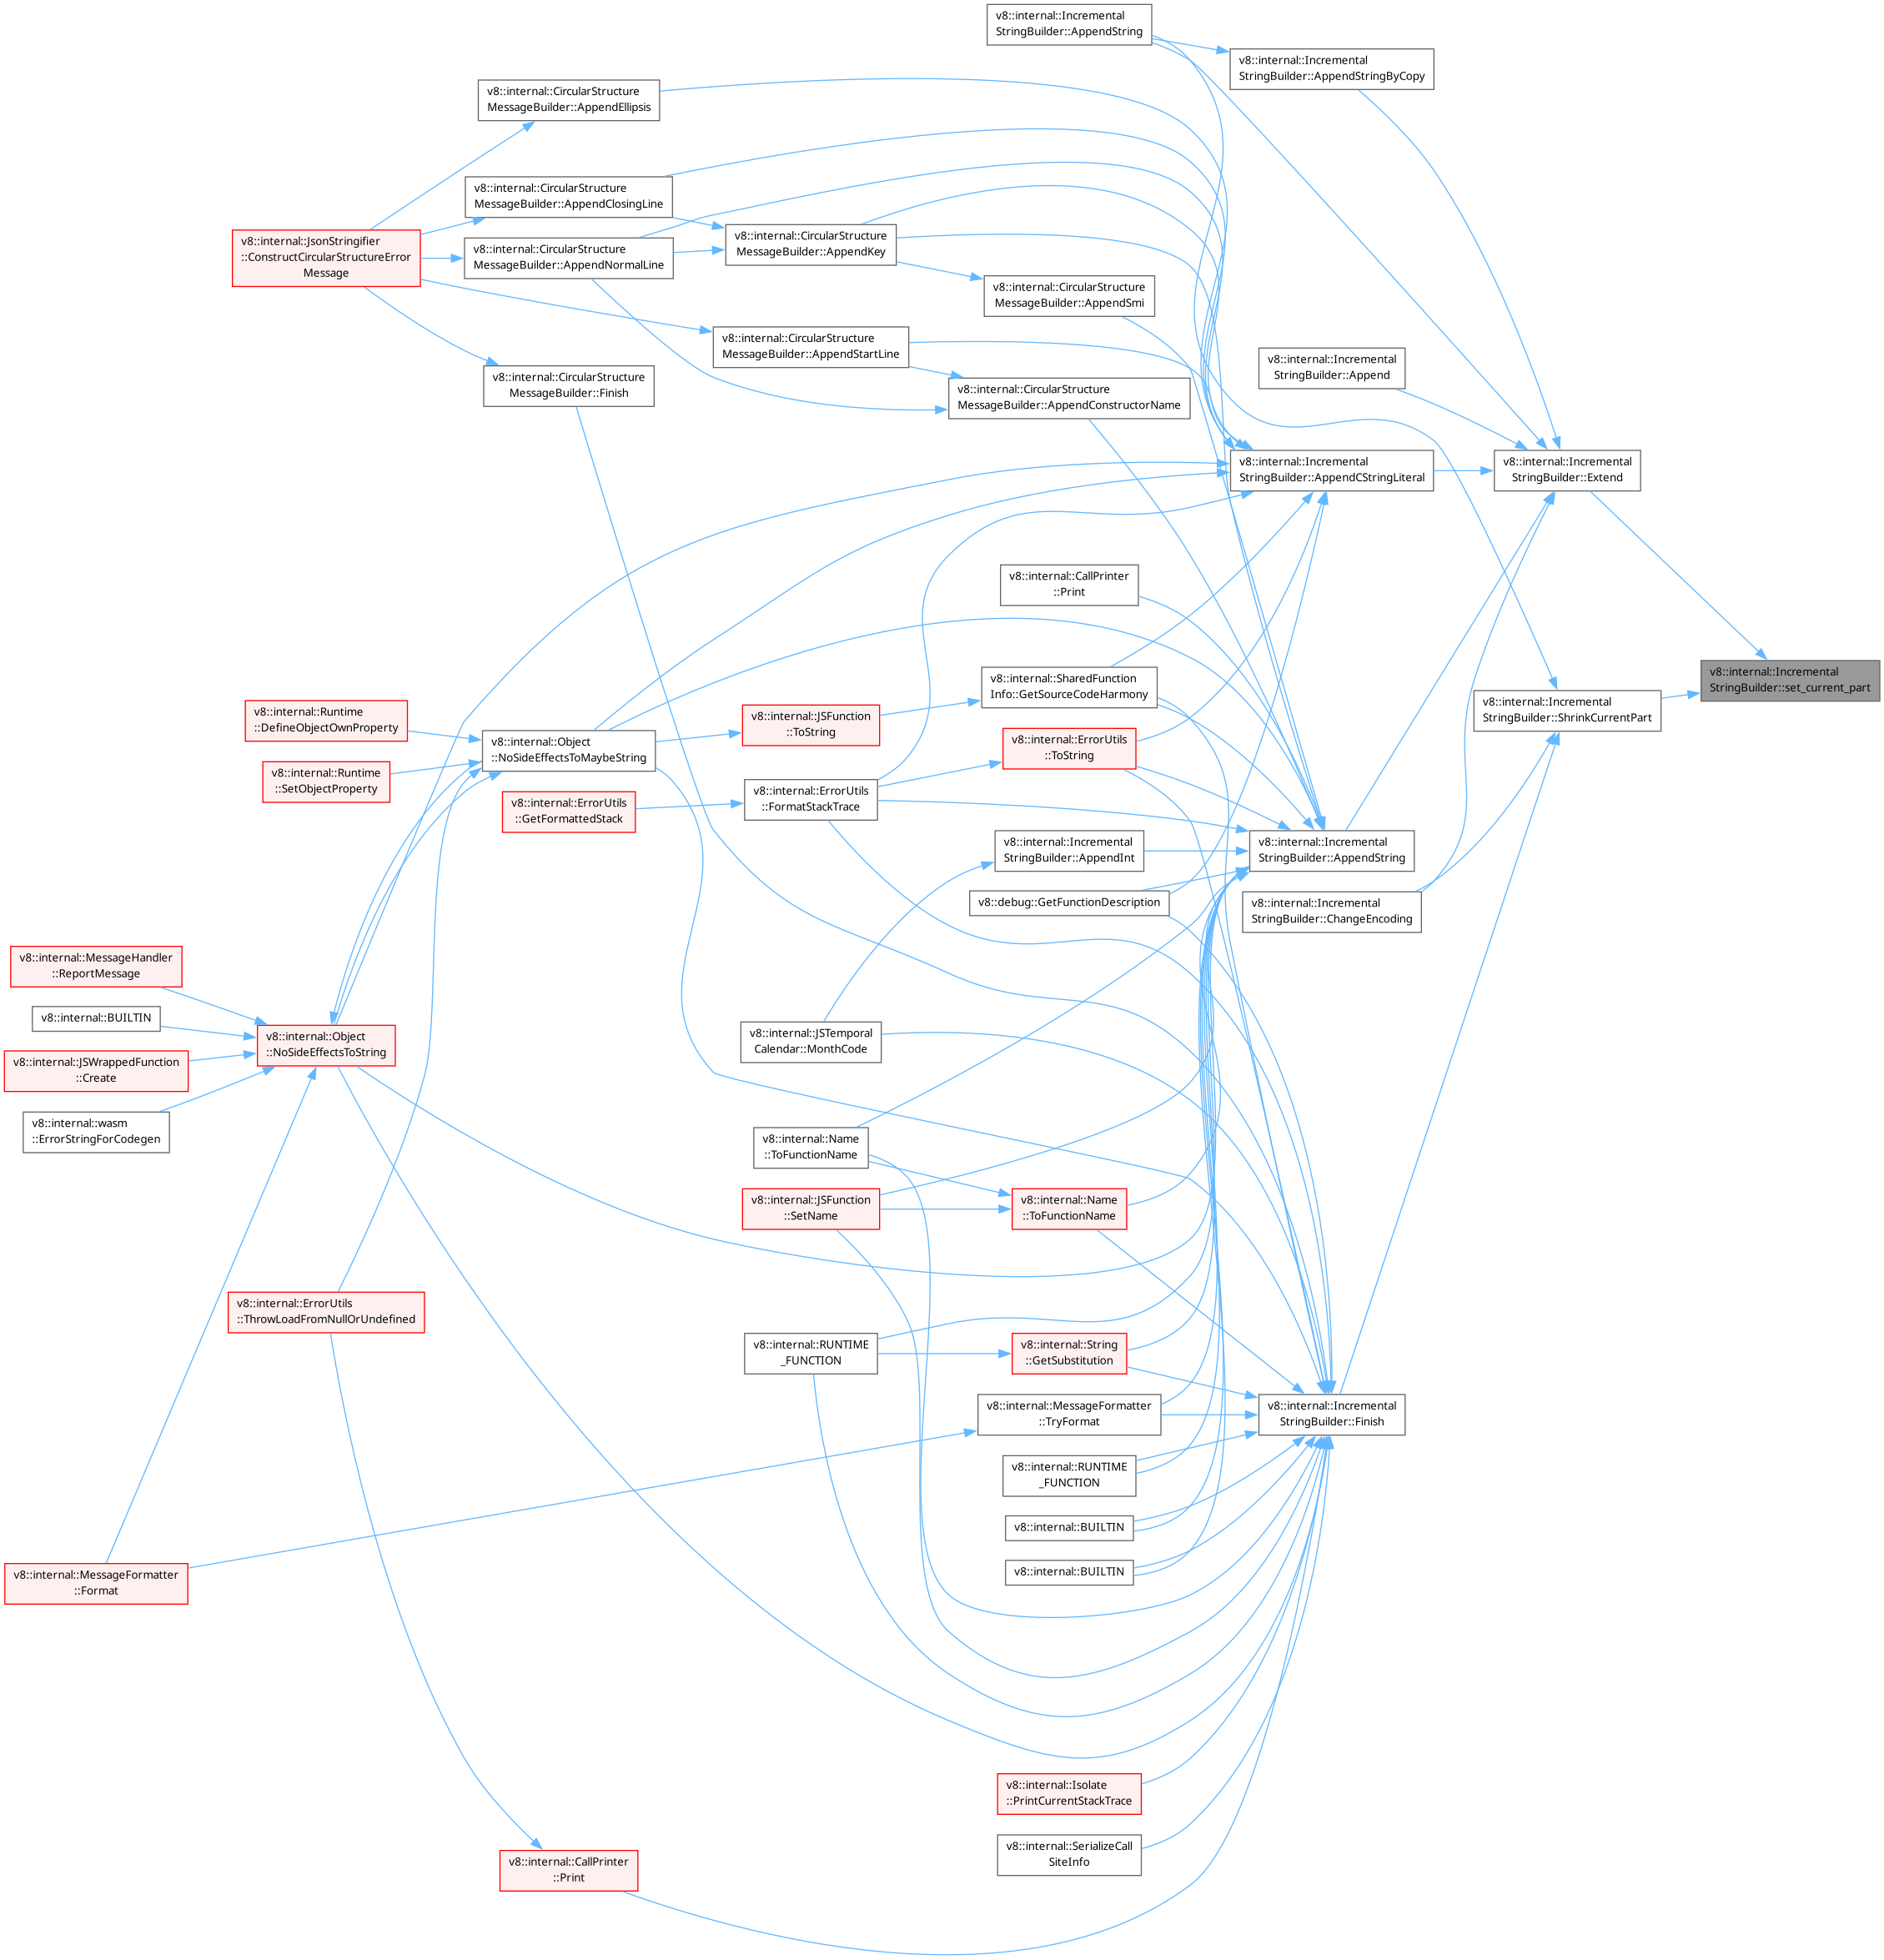 v8::internal::Incremental
StringBuilder::AppendString
v8::internal::Incremental
StringBuilder::AppendStringByCopy
v8::internal::CircularStructure
MessageBuilder::AppendEllipsis
v8::internal::CircularStructure
MessageBuilder::AppendClosingLine
v8::internal::JsonStringifier
::ConstructCircularStructureError
Message
v8::internal::CircularStructure
MessageBuilder::AppendNormalLine
v8::internal::CircularStructure
MessageBuilder::AppendKey
v8::internal::CircularStructure
MessageBuilder::AppendSmi
v8::internal::CircularStructure
MessageBuilder::AppendStartLine
v8::internal::Incremental
StringBuilder::Append
v8::internal::CircularStructure
MessageBuilder::Finish
v8::internal::CircularStructure
MessageBuilder::AppendConstructorName
v8::internal::Incremental
StringBuilder::AppendCStringLiteral
v8::internal::Incremental
StringBuilder::Extend
v8::internal::CallPrinter
::Print
v8::internal::SharedFunction
Info::GetSourceCodeHarmony
v8::internal::Incremental
StringBuilder::set_current_part
v8::internal::Incremental
StringBuilder::ShrinkCurrentPart
v8::internal::Runtime
::DefineObjectOwnProperty
v8::internal::JSFunction
::ToString
v8::internal::Object
::NoSideEffectsToMaybeString
v8::internal::ErrorUtils
::ToString
v8::internal::Runtime
::SetObjectProperty
v8::internal::ErrorUtils
::GetFormattedStack
v8::internal::ErrorUtils
::FormatStackTrace
v8::internal::Incremental
StringBuilder::AppendInt
v8::internal::Incremental
StringBuilder::AppendString
v8::debug::GetFunctionDescription
v8::internal::Incremental
StringBuilder::ChangeEncoding
v8::internal::MessageHandler
::ReportMessage
v8::internal::BUILTIN
v8::internal::Object
::NoSideEffectsToString
v8::internal::JSTemporal
Calendar::MonthCode
v8::internal::JSWrappedFunction
::Create
v8::internal::wasm
::ErrorStringForCodegen
v8::internal::Name
::ToFunctionName
v8::internal::JSFunction
::SetName
v8::internal::Name
::ToFunctionName
v8::internal::ErrorUtils
::ThrowLoadFromNullOrUndefined
v8::internal::RUNTIME
_FUNCTION
v8::internal::String
::GetSubstitution
v8::internal::MessageFormatter
::TryFormat
v8::internal::Incremental
StringBuilder::Finish
v8::internal::RUNTIME
_FUNCTION
v8::internal::BUILTIN
v8::internal::BUILTIN
v8::internal::MessageFormatter
::Format
v8::internal::Isolate
::PrintCurrentStackTrace
v8::internal::SerializeCall
SiteInfo
v8::internal::CallPrinter
::Print